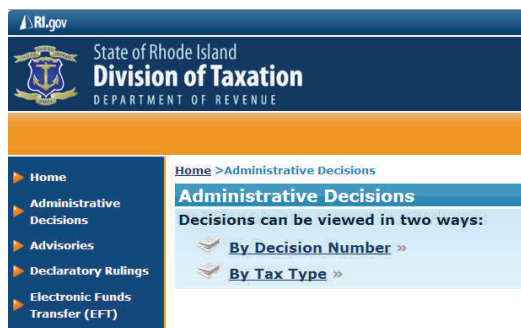 RI.gov
State of Rhode Island
Division of Taxation
DEPARTMENT OF REVENUE
Home
Administrative
Decisions
Advisories
Declaratory Rulings
Electronic Funds
Transfer (EFT)
Home >Administrative Decisions
Administrative Decisions
Decisions can be viewed in two ways:
By Decision Number »
By Tax Type »